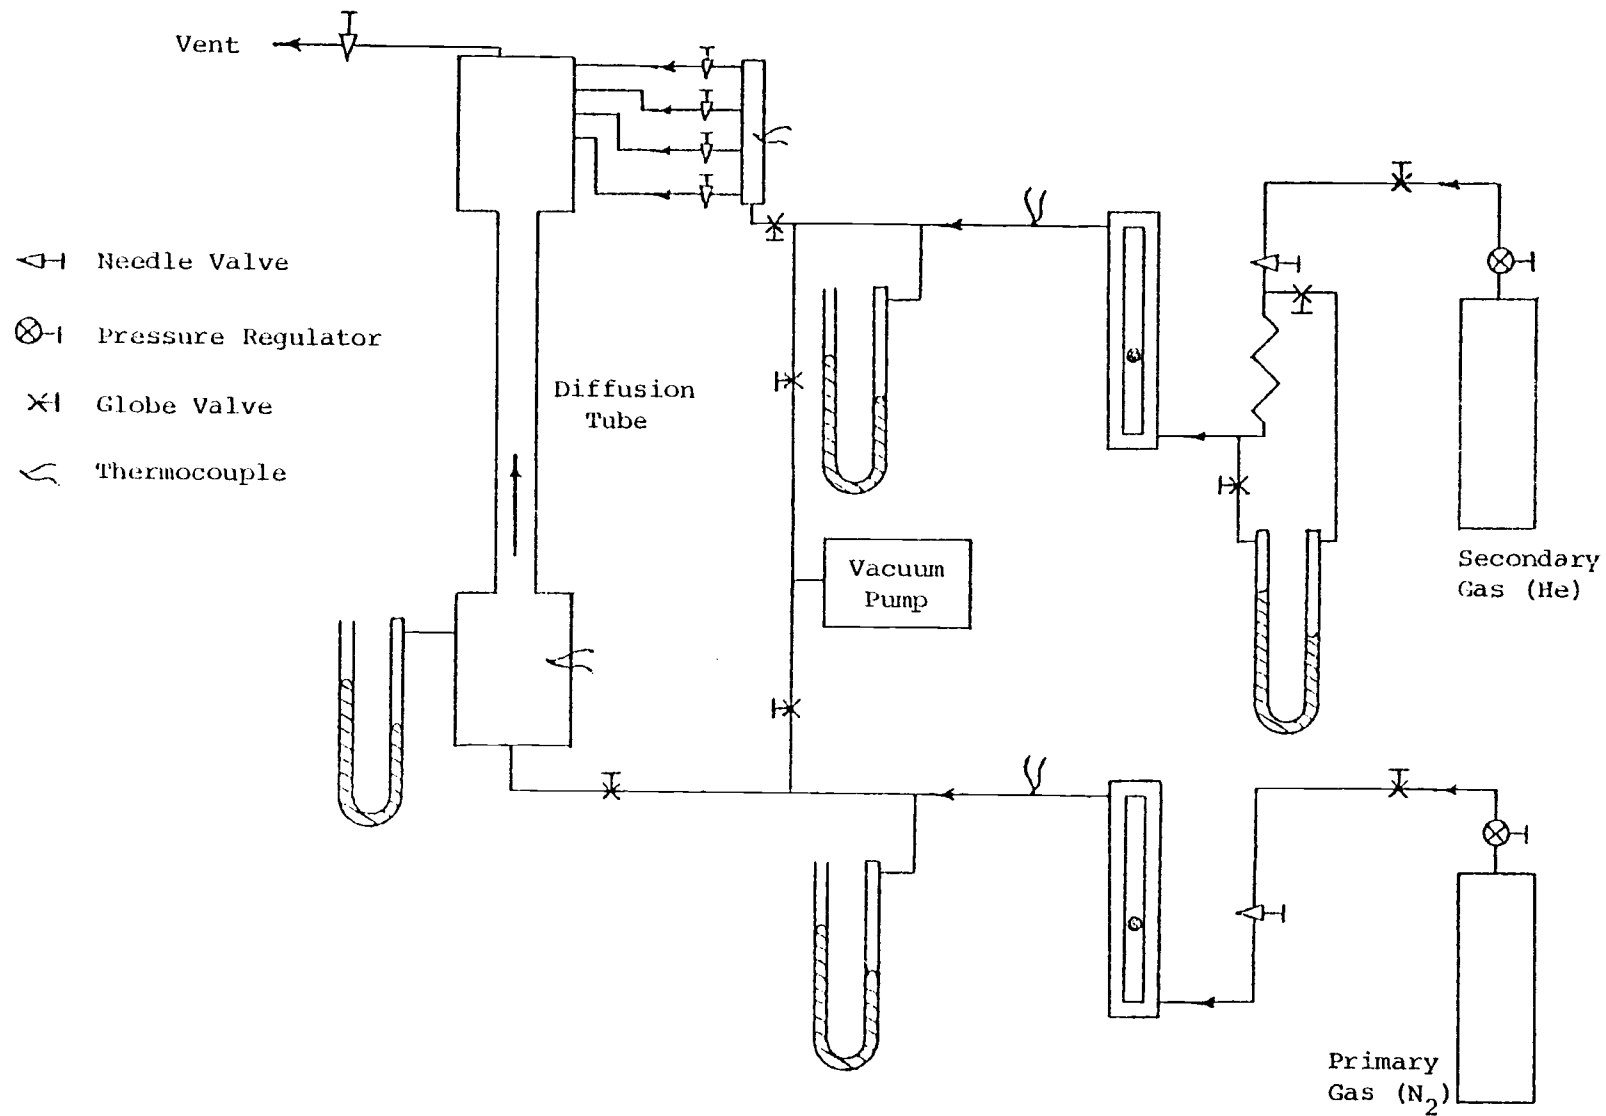 Vent
Needle Valve
Pressure Regulator
Globe Valve
Thermocouple
Diffusion
Tube
Vacuum
Pump
Secondary
Gas (He)
Primary
Gas (N₂)